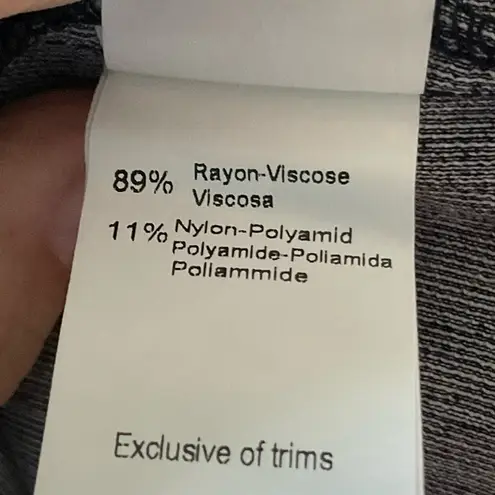 89% Rayon-Viscose
Viscosa
11% Nylon-Polyamid
Polyamide-Poliamida
Poliammide
Exclusive of trims